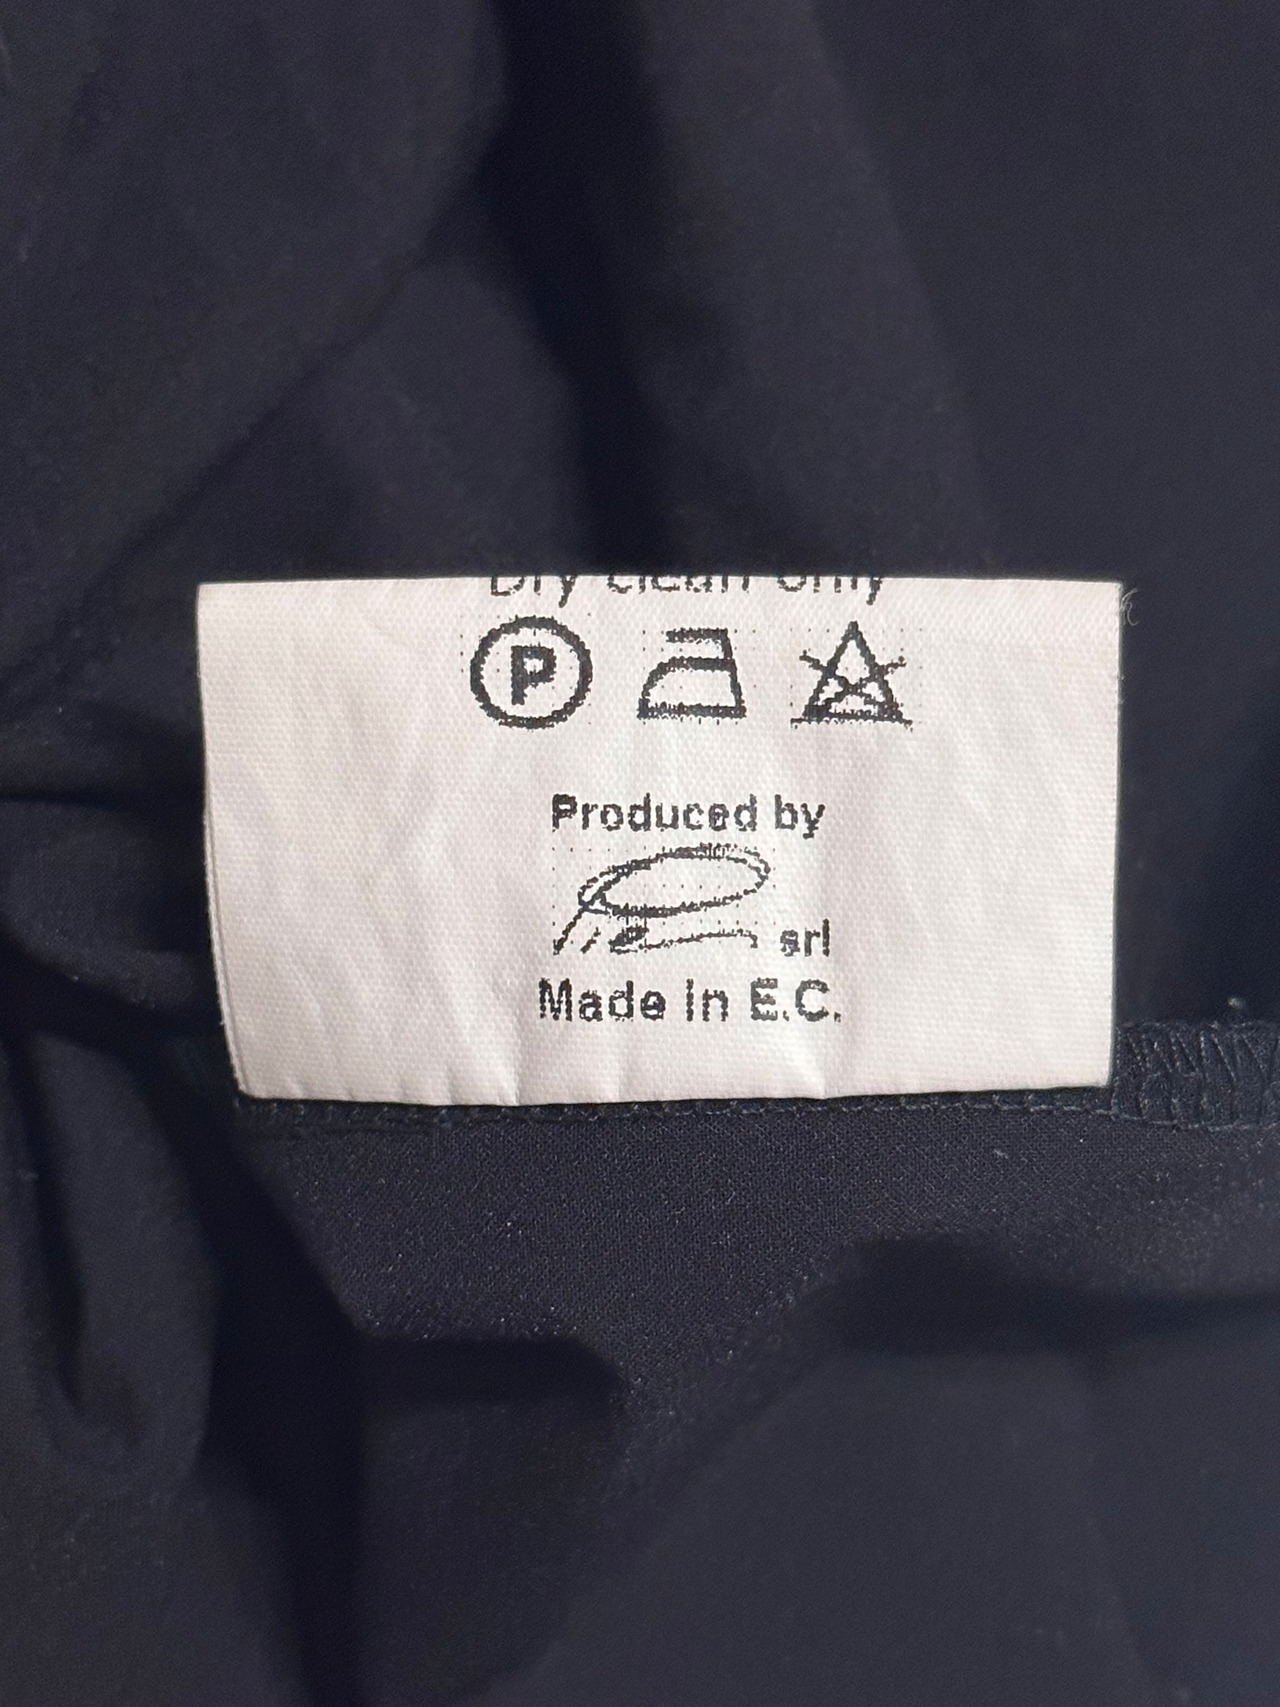 Dry clean only
P
Produced by
srl
Made in E.C.